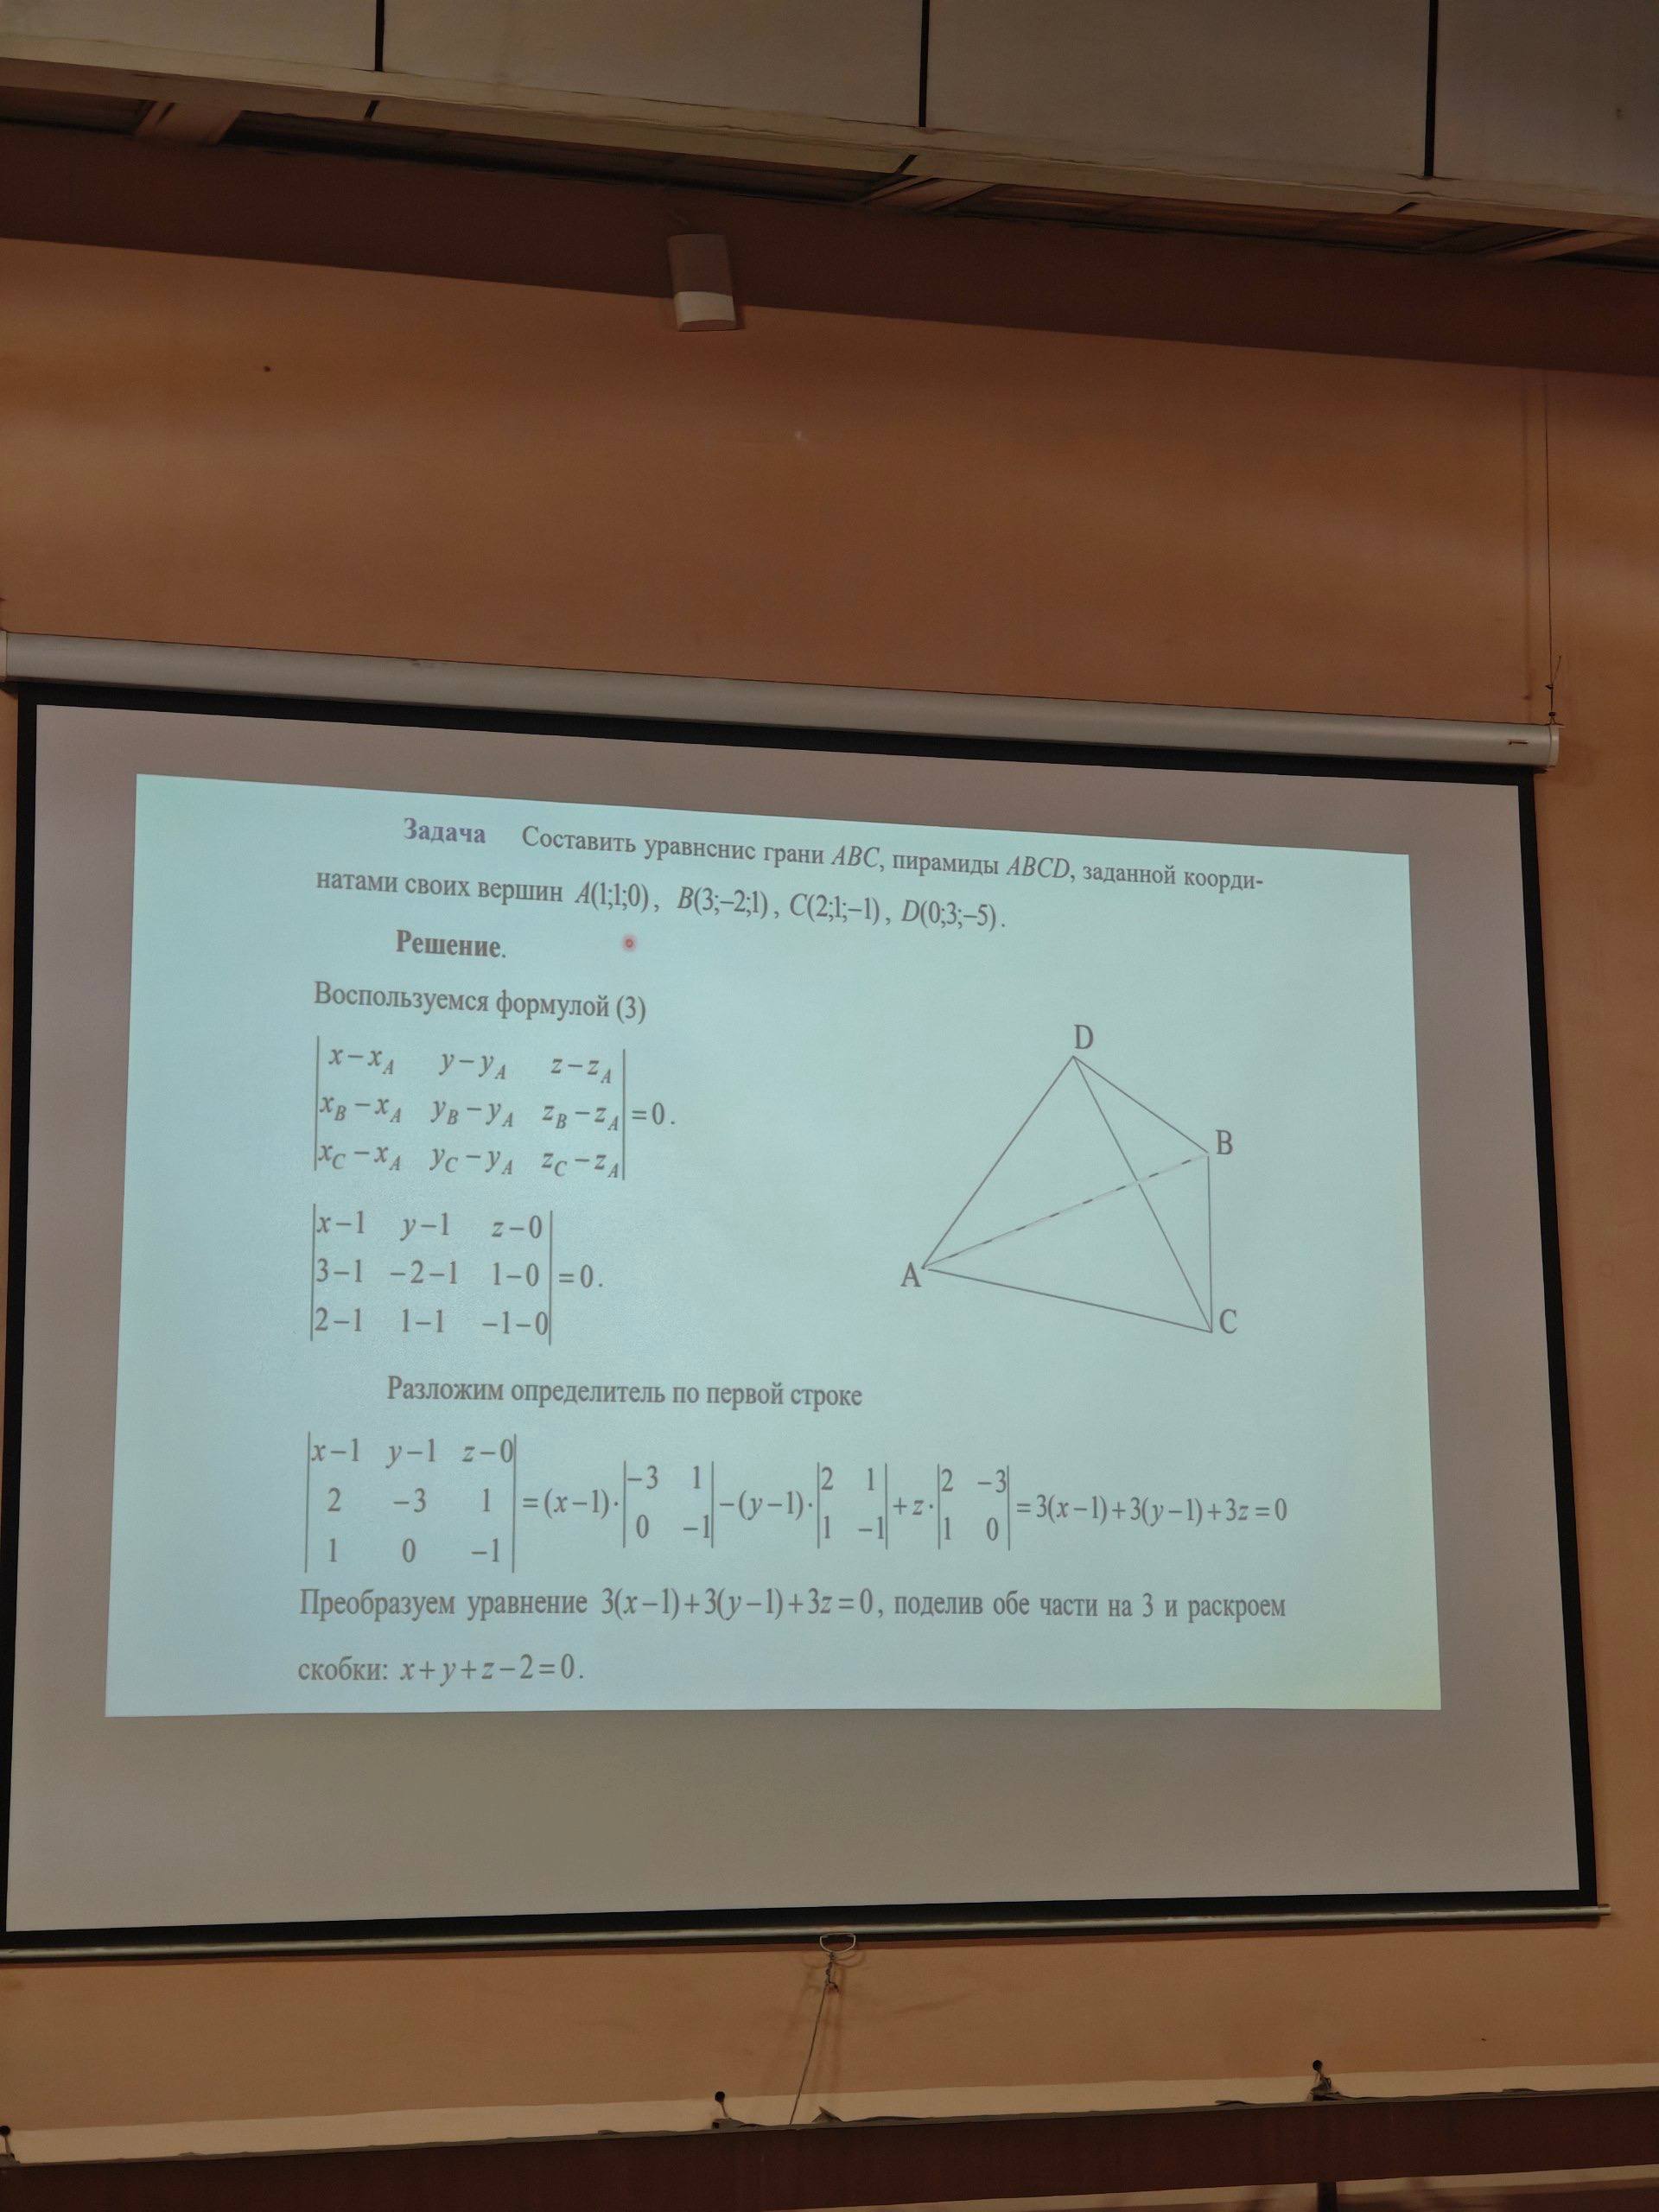 Задача Составить уравнение грани ABC, пирамиды ABCD, заданной коорди-
натами своих вершин A(1;1;0), B(3;–2;1), C(2;1;–1), D(0;3;–5).
Решение.
Воспользуемся формулой (3)
|x−x_A y−y_A z−z_A|
|x_B−x_A y_B−y_A z_B−z_A| =0.
|x_C−x_A y_C−y_A z_C−z_A|
|x−1 y−1 z−0|
|3−1 −2−1 1−0| =0.
|2−1 1−1 −1−0|
D
B
A
C
Разложим определитель по первой строке
|x−1 y−1 z−0|
|2 −3 1| =(x−1)·|−3 1; 0 −1|−(y−1)·|2 1; 1 −1|+z·|2 −3; 1 0|=3(x−1)+3(y−1)+3z=0
|1 0 −1|
Преобразуем уравнение 3(x−1)+3(y−1)+3z=0, поделив обе части на 3 и раскроем
скобки: x+y+z−2=0.